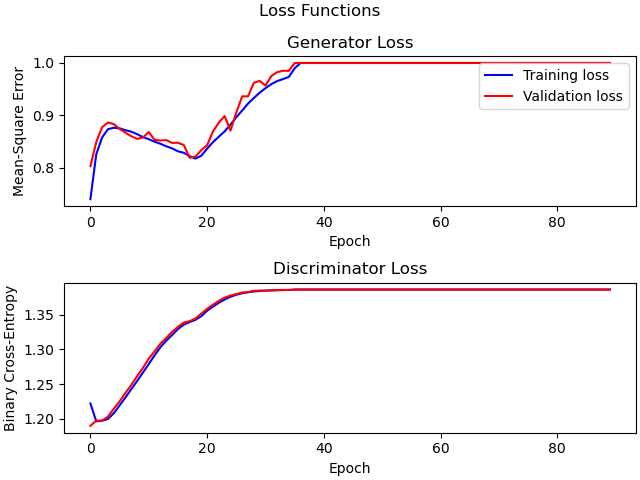 Loss Functions
Generator Loss
Mean-Square Error
1.0
0.9
0.8
Training loss
Validation loss
0 20 40 60 80
Epoch
Discriminator Loss
Binary Cross-Entropy
1.35
1.30
1.25
1.20
0 20 40 60 80
Epoch